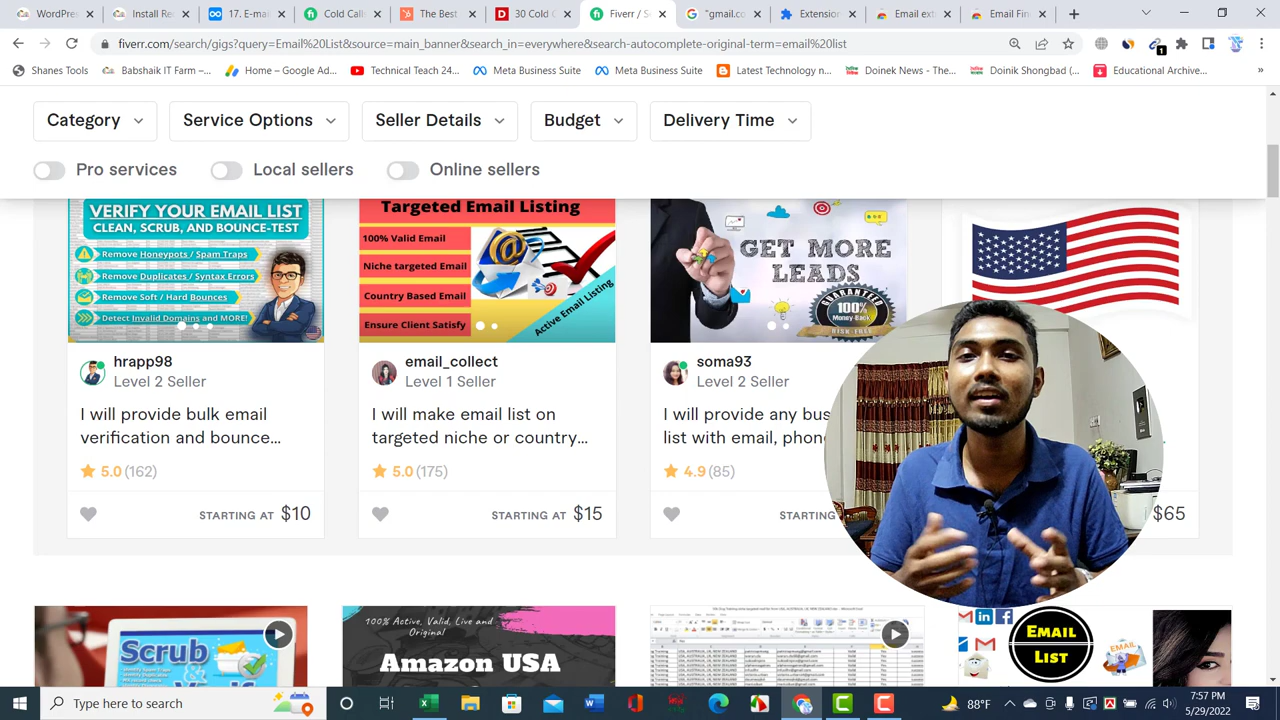 Werr
Install Re
17. E-mai
Cold Call
The Best
30 Cold C
Fiverr / Se
"gmail.co
Extension
Email ext
Email Fin
fiverr.com/search/gigs?query=Email%20List&source=main_banner&search_in=everywhere&search-autocomplete-original-term=email%20list
1
Shanes Tools
Babshar IT Farm –...
Home - Google Ad...
Technical Teach 24...
Meta Business Suite
Meta Business Suite
Latest Technology n...
Doinek News - The...
Doinik Shongbad (...
Educational Archive...
»
Category
Service Options
Seller Details
Budget
Delivery Time
Pro services
Local sellers
Online sellers
VERIFY YOUR EMAIL LIST
CLEAN, SCRUB, AND BOUNCE-TEST
Remove Honeypots / Spam Traps
Remove Duplicates / Syntax Errors
Remove Soft / Hard Bounces
Detect Invalid Domains and MORE!
hrapp98
Level 2 Seller
I will provide bulk email
verification and bounce...
5.0 (162)
STARTING AT $10
Targeted Email Listing
100% Valid Email
Niche targeted Email
Country Based Email
Ensure Client Satisfy
Active Email Listing
email_collect
Level 1 Seller
I will make email list on
targeted niche or country...
5.0 (175)
STARTING AT $15
GET MORE
LEADS
GUARANTEED
100%
Money-Back
RISK-FREE
soma93
Level 2 Seller
I will provide any bus
list with email, phon
4.9 (85)
STARTING
$65
Scrub
Amazon USA
EMAIL
LIST
Type here to search
88°F
7:57 PM
5/29/2022